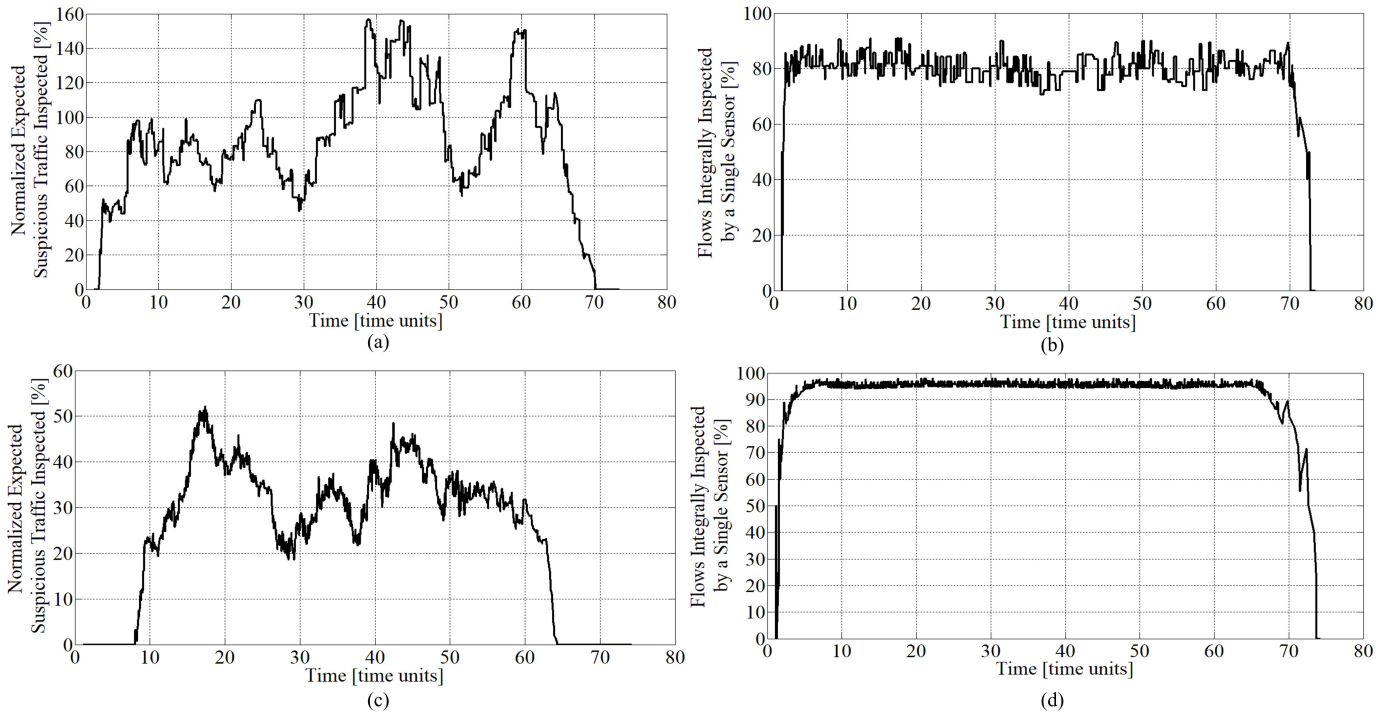 Normalized Expected
Suspicious Traffic Inspected [%]
160
140
120
100
80
60
40
20
0
0 10 20 30 40 50 60 70 80
Time [time units]
(a)
Flows Integrally Inspected
by a Single Sensor [%]
100
80
60
40
20
0
0 10 20 30 40 50 60 70 80
Time [time units]
(b)
Normalized Expected
Suspicious Traffic Inspected [%]
60
50
40
30
20
10
0
0 10 20 30 40 50 60 70 80
Time [time units]
(c)
Flows Integrally Inspected
by a Single Sensor [%]
100
90
80
70
60
50
40
30
20
10
0
0 10 20 30 40 50 60 70 80
Time [time units]
(d)